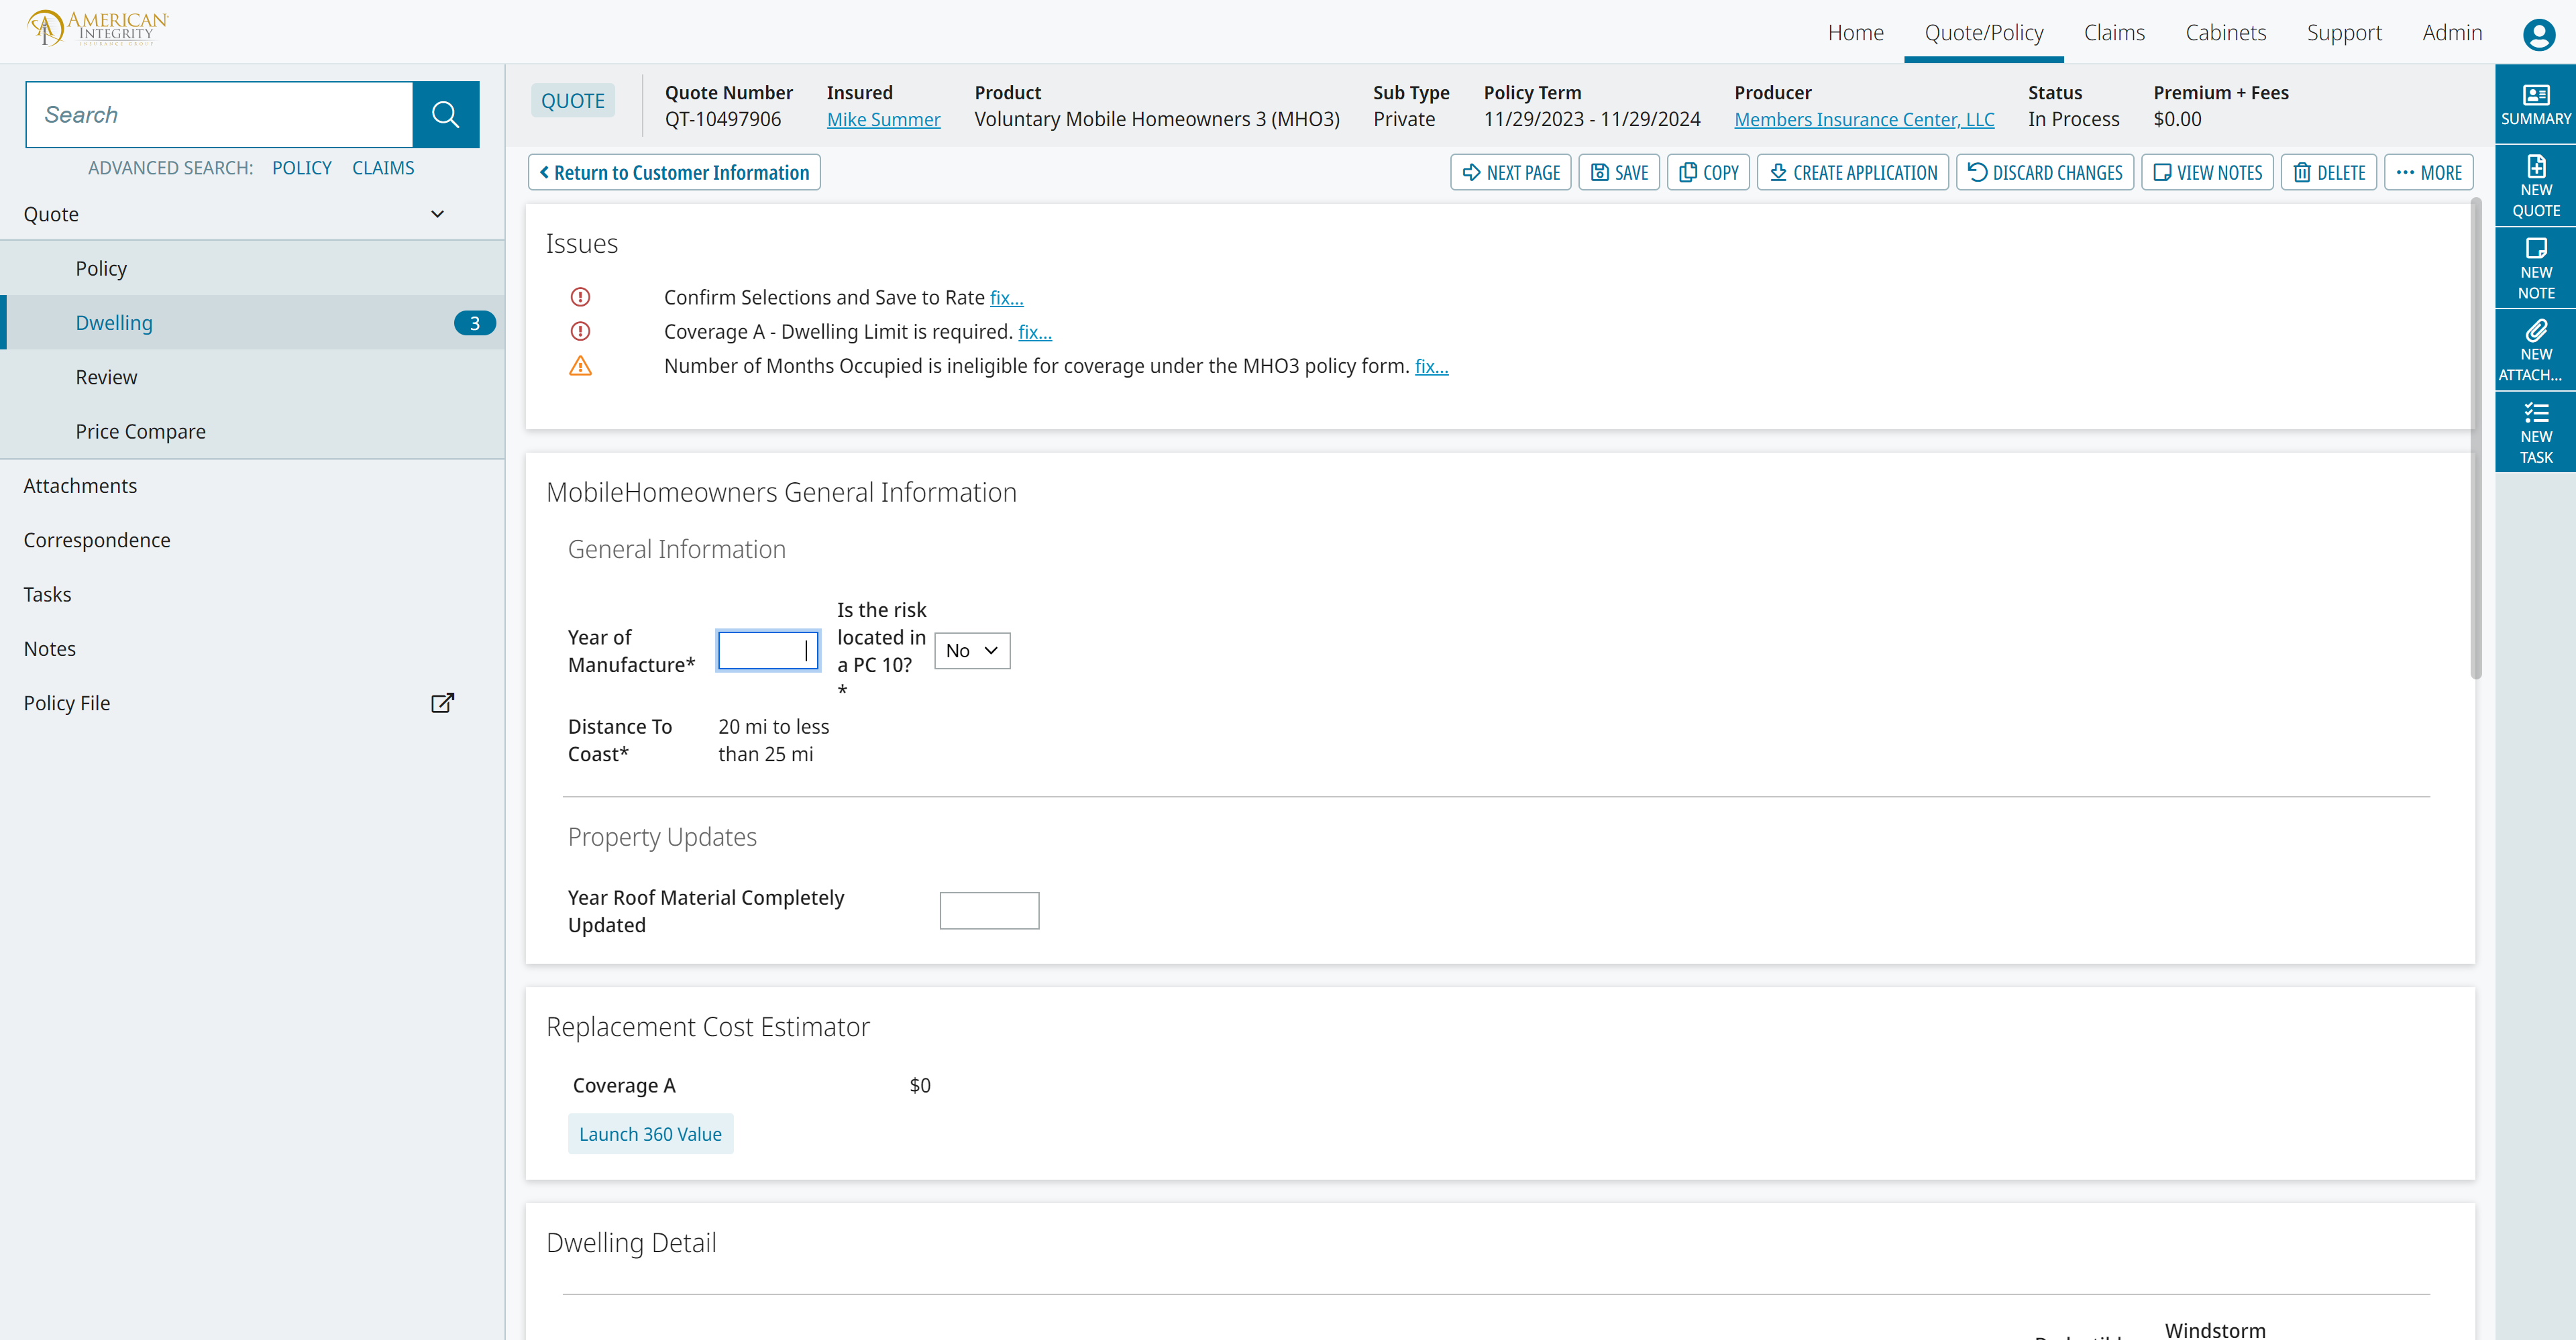 AMERICAN
INTEGRITY
INSURANCE GROUP
Home
Quote/Policy
Claims
Cabinets
Support
Admin
Search
ADVANCED SEARCH: POLICY CLAIMS
Quote
Policy
Dwelling 3
Review
Price Compare
Attachments
Correspondence
Tasks
Notes
Policy File
QUOTE
Quote Number
QT-10497906
Insured
Mike Summer
Product
Voluntary Mobile Homeowners 3 (MHO3)
Sub Type
Private
Policy Term
11/29/2023 - 11/29/2024
Producer
Members Insurance Center, LLC
Status
In Process
Premium + Fees
$0.00
Return to Customer Information
NEXT PAGE
SAVE
COPY
CREATE APPLICATION
DISCARD CHANGES
VIEW NOTES
DELETE
MORE
Issues
Confirm Selections and Save to Rate fix...
Coverage A - Dwelling Limit is required. fix...
Number of Months Occupied is ineligible for coverage under the MHO3 policy form. fix...
MobileHomeowners General Information
General Information
Year of
Manufacture*
Is the risk
located in
a PC 10?
*
No
Distance To
Coast*
20 mi to less
than 25 mi
Property Updates
Year Roof Material Completely
Updated
Replacement Cost Estimator
Coverage A $0
Launch 360 Value
Dwelling Detail
Windstorm
SUMMARY
NEW
QUOTE
NEW
NOTE
NEW
ATTACH...
NEW
TASK